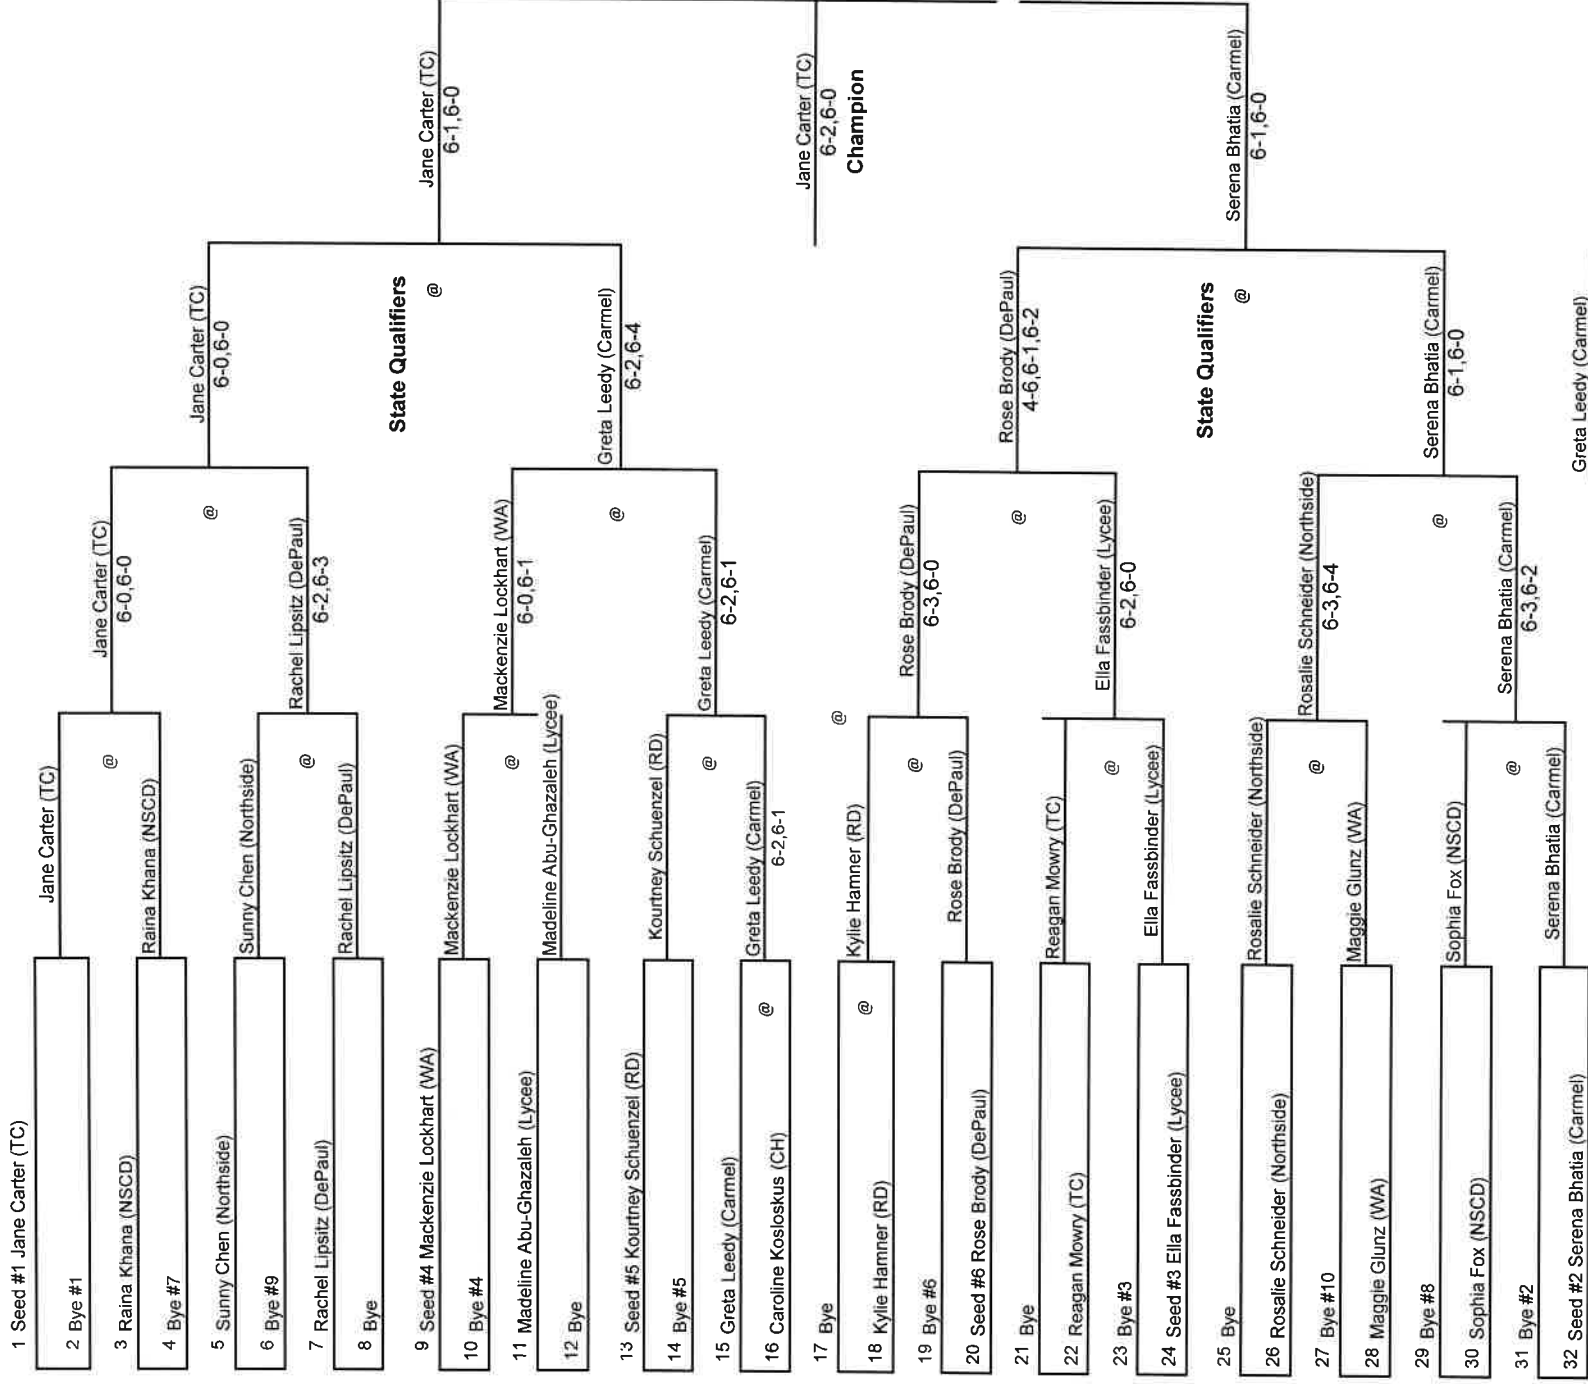 1 Seed #1 Jane Carter (TC)
2 Bye #1
3 Raina Khana (NSCD)
4 Bye #7
5 Sunny Chen (Northside)
6 Bye #9
7 Rachel Lipsitz (DePaul)
8 Bye
9 Seed #4 Mackenzie Lockhart (WA)
10 Bye #4
11 Madeline Abu-Ghazaleh (Lycee)
12 Bye
13 Seed #5 Kourtney Schuenzel (RD)
14 Bye #5
15 Greta Leedy (Carmel)
16 Caroline Kosloskus (CH)
17 Bye
18 Kylie Hamner (RD)
19 Bye #6
20 Seed #6 Rose Brody (DePaul)
21 Bye
22 Reagan Mowry (TC)
23 Bye #3
24 Seed #3 Ella Fassbinder (Lycee)
25 Bye
26 Rosalie Schneider (Northside)
27 Bye #10
28 Maggie Glunz (WA)
29 Bye #8
30 Sophia Fox (NSCD)
31 Bye #2
32 Seed #2 Serena Bhatia (Carmel)
@
@
Jane Carter (TC)
Raina Khana (NSCD)
Sunny Chen (Northside)
Rachel Lipsitz (DePaul)
Mackenzie Lockhart (WA)
Madeline Abu-Ghazaleh (Lycee)
Kourtney Schuenzel (RD)
Greta Leedy (Carmel)
6-2,6-1
Kylie Hamner (RD)
Rose Brody (DePaul)
Reagan Mowry (TC)
Ella Fassbinder (Lycee)
Rosalie Schneider (Northside)
Maggie Glunz (WA)
Sophia Fox (NSCD)
Serena Bhatia (Carmel)
@
@
@
@
@
@
@
@
@
Jane Carter (TC)
6-0,6-0
Rachel Lipsitz (DePaul)
6-2,6-3
Mackenzie Lockhart (WA)
6-0,6-1
Greta Leedy (Carmel)
6-2,6-1
Rose Brody (DePaul)
6-3,6-0
Ella Fassbinder (Lycee)
6-2,6-0
Rosalie Schneider (Northside)
6-3,6-4
Serena Bhatia (Carmel)
6-3,6-2
@
@
@
@
Jane Carter (TC)
6-0,6-0
State Qualifiers
Greta Leedy (Carmel)
6-2,6-4
Rose Brody (DePaul)
4-6,6-1,6-2
State Qualifiers
Serena Bhatia (Carmel)
6-1,6-0
Greta Leedy (Carmel)
@
@
Jane Carter (TC)
6-1,6-0
Jane Carter (TC)
6-2,6-0
Champion
Serena Bhatia (Carmel)
6-1,6-0